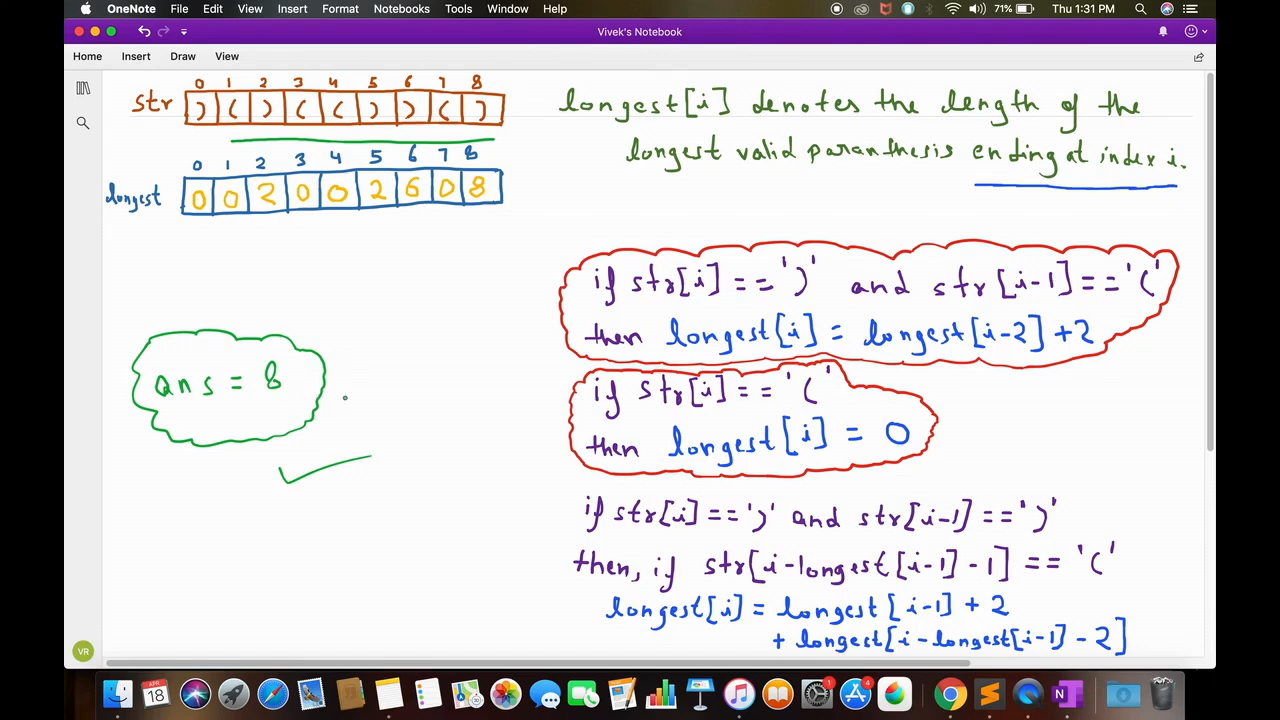 OneNote File Edit View Insert Format Notebooks Tools Window Help 71% Thu 1:31 PM
Vivek's Notebook
Home Insert Draw View
0 1 2 3 4 5 6 7 8
str ) ( ) ( ( ) ) ( )
0 1 2 3 4 5 6 7 8
longest 0 0 2 0 0 2 6 0 8
ans = 8
longest[i] denotes the length of the
longest valid paranthesis ending at index i.
if str[i] == ')' and str[i-1] == '('
then longest[i] = longest[i-2] + 2
if str[i] == '('
then longest[i] = 0
if str[i] == ')' and str[i-1] == ')'
then, if str[i-longest[i-1]-1] == '('
longest[i] = longest[i-1] + 2
+ longest[i-longest[i-1]-2]
VR
APR
18
1
4